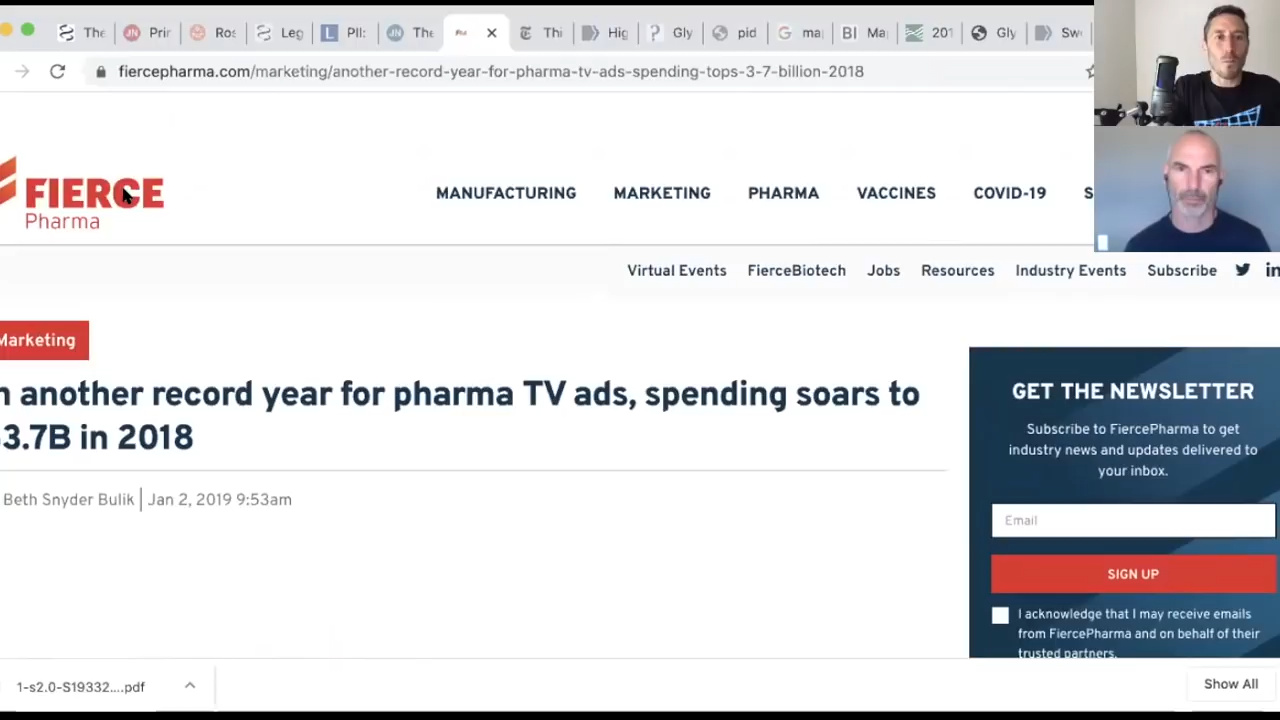 The
Prin
Ros
Leg
L PII:
The
Thi
Hig
Gly
pid
G ma
BI Ma
201
Gly
Sw
fiercepharma.com/marketing/another-record-year-for-pharma-tv-ads-spending-tops-3-7-billion-2018
FIERCE
Pharma
MANUFACTURING MARKETING PHARMA VACCINES COVID-19 S
Virtual Events FierceBiotech Jobs Resources Industry Events Subscribe in
Marketing
n another record year for pharma TV ads, spending soars to
3.7B in 2018
Beth Snyder Bulik | Jan 2, 2019 9:53am
GET THE NEWSLETTER
Subscribe to FiercePharma to get
industry news and updates delivered to
your inbox.
Email
SIGN UP
I acknowledge that I may receive emails
from FiercePharma and on behalf of their
trusted partners.
1-s2.0-S19332....pdf
Show All